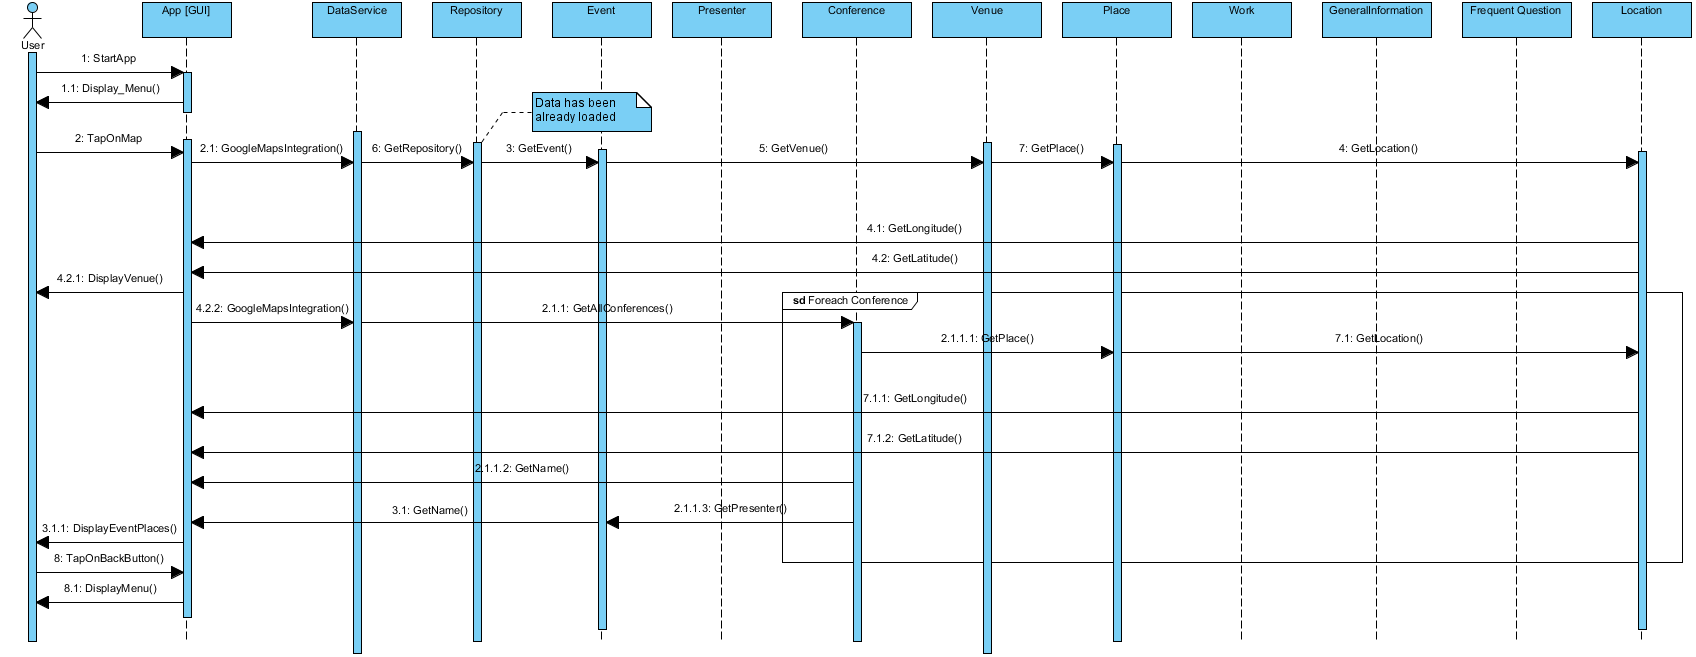 App [GUI]
DataService
Repository
Event
Presenter
Conference
Venue
Place
Work
GeneralInformation
Frequent Question
Location
User
1: StartApp
1.1: Display_Menu()
Data has been
already loaded
2: TapOnMap
2.1: GoogleMapsIntegration()
6: GetRepository()
3: GetEvent()
5: GetVenue()
7: GetPlace()
4: GetLocation()
4.1: GetLongitude()
4.2: GetLatitude()
4.2.1: DisplayVenue()
sd Foreach Conference
4.2.2: GoogleMapsIntegration()
2.1.1: GetAllConferences()
2.1.1.1: GetPlace()
7.1: GetLocation()
7.1.1: GetLongitude()
7.1.2: GetLatitude()
2.1.1.2: GetName()
3.1: GetName()
2.1.1.3: GetPresenter()
3.1.1: DisplayEventPlaces()
8: TapOnBackButton()
8.1: DisplayMenu()